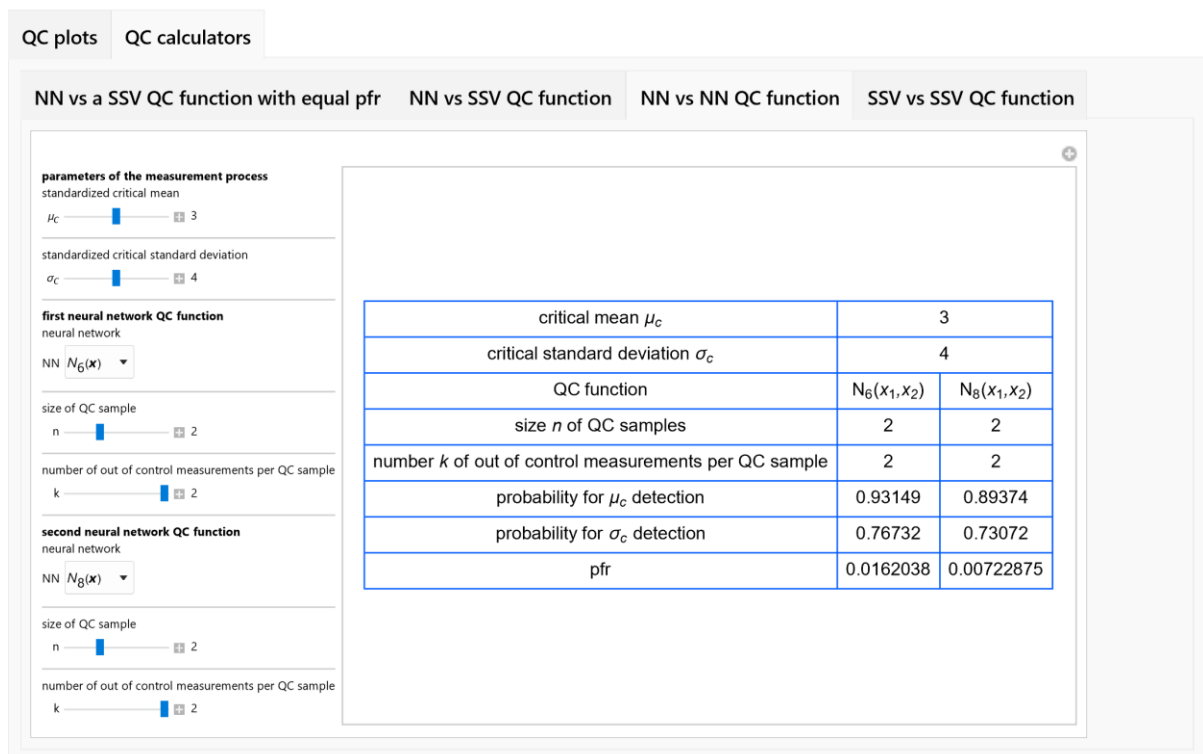 QC plots QC calculators
NN vs a SSV QC function with equal pfr NN vs SSV QC function NN vs NN QC function SSV vs SSV QC function
parameters of the measurement process
standardized critical mean
μc 3
standardized critical standard deviation
σc 4
first neural network QC function
neural network
NN N6(x)
size of QC sample
n 2
number of out of control measurements per QC sample
k 2
second neural network QC function
neural network
NN N8(x)
size of QC sample
n 2
number of out of control measurements per QC sample
k 2
critical mean μc 3
critical standard deviation σc 4
QC function N6(x1,x2) N8(x1,x2)
size n of QC samples 2 2
number k of out of control measurements per QC sample 2 2
probability for μc detection 0.93149 0.89374
probability for σc detection 0.76732 0.73072
pfr 0.0162038 0.00722875